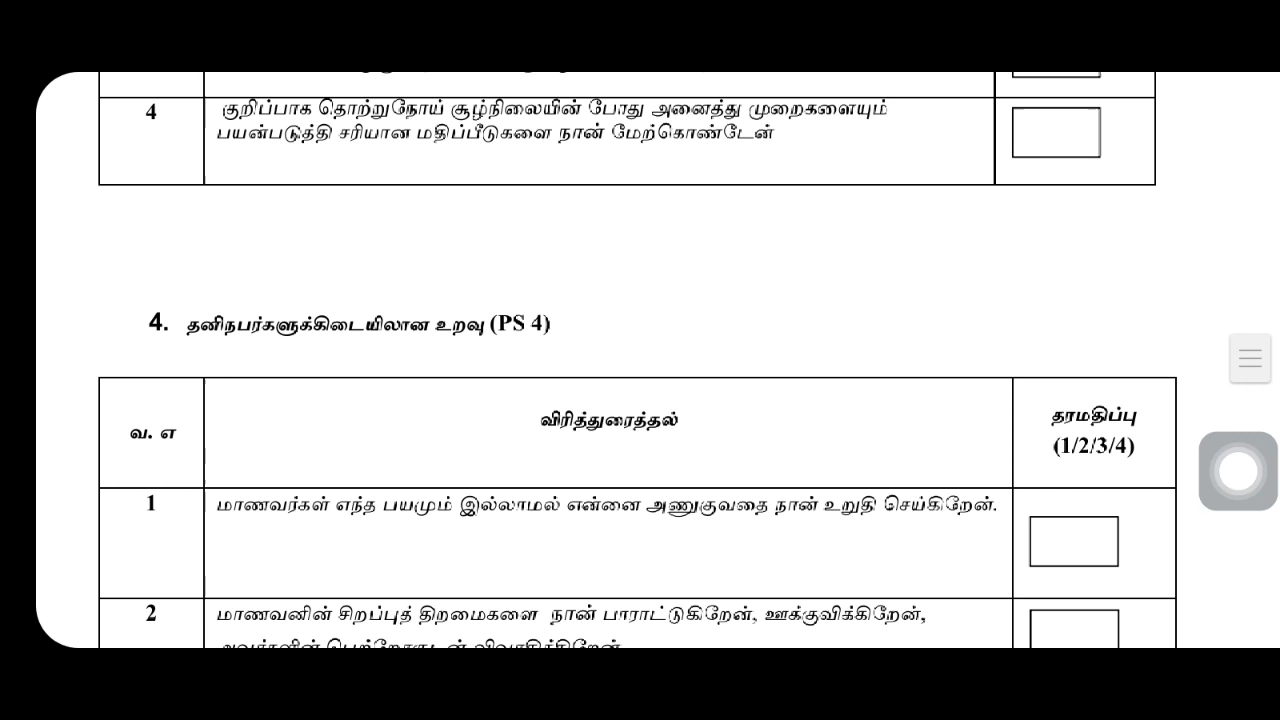 4
குறிப்பாக தொற்றுநோய் சூழ்நிலையின் போது அனைத்து முறைகளையும்
பயன்படுத்தி சரியான மதிப்பீடுகளை நான் மேற்கொண்டேன்
4. தனிநபர்களுக்கிடையிலான உறவு (PS 4)
வ. எ
விரித்துரைத்தல்
தரமதிப்பு
(1/2/3/4)
1
மாணவர்கள் எந்த பயமும் இல்லாமல் என்னை அணுகுவதை நான் உறுதி செய்கிறேன்.
2
மாணவனின் சிறப்புத் திறமைகளை நான் பாராட்டுகிறேன், ஊக்குவிக்கிறேன்,